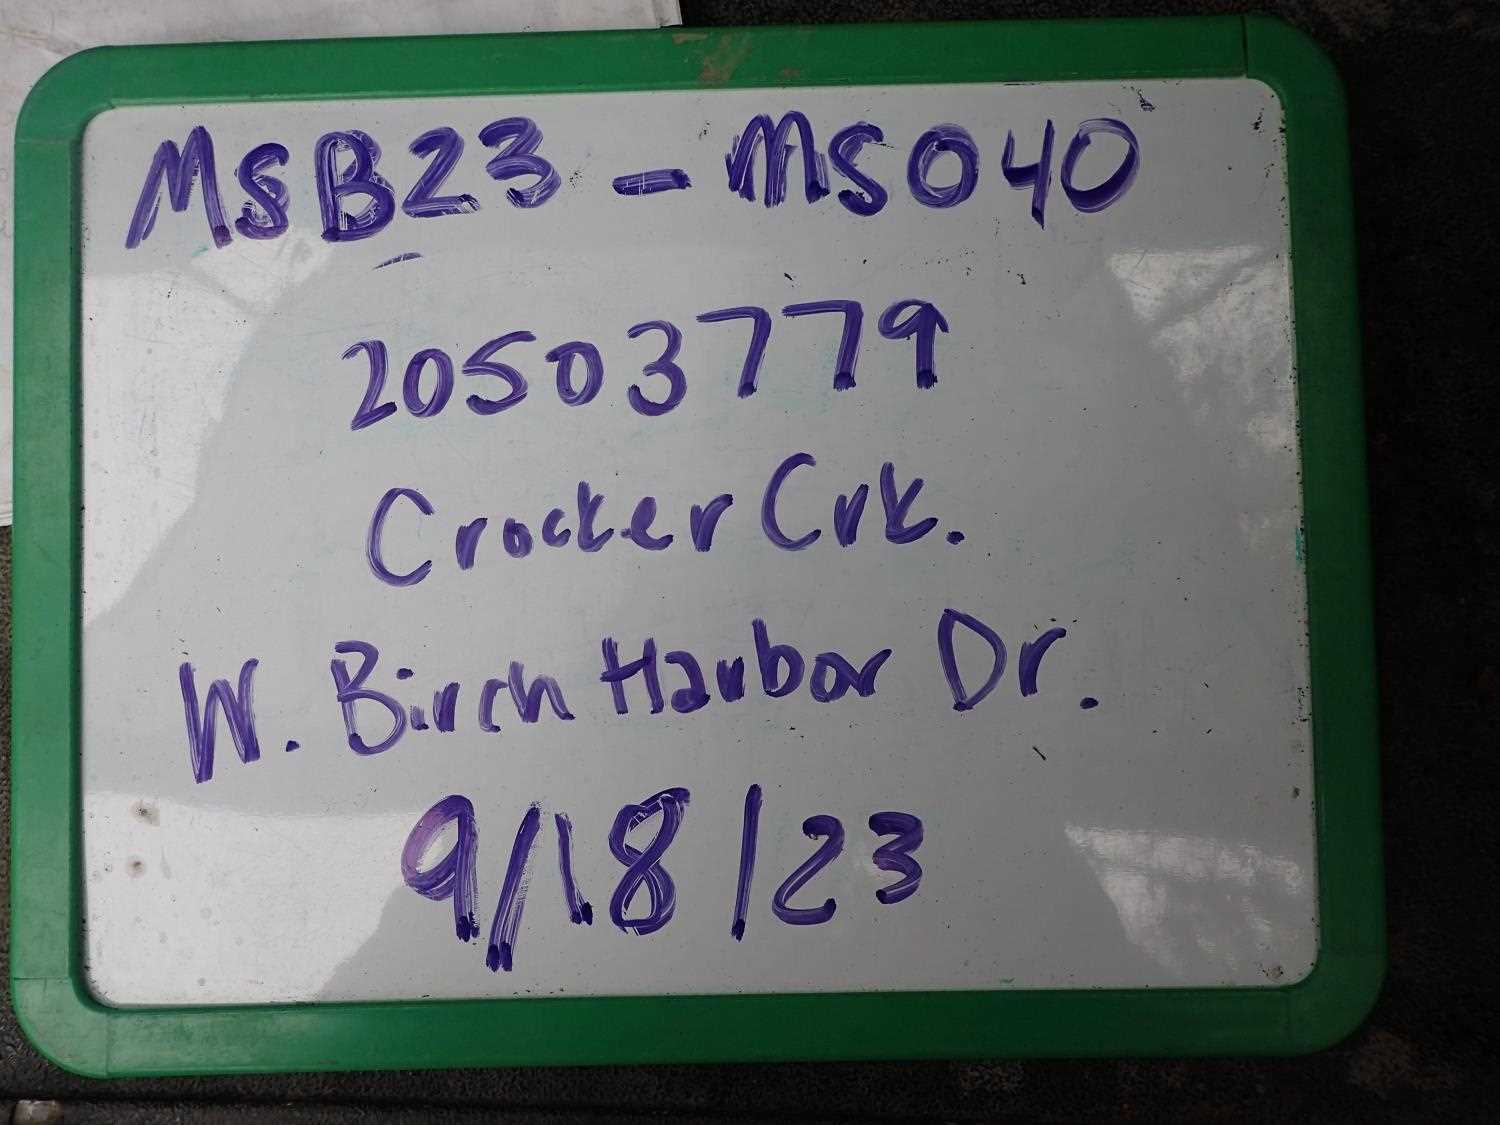 MSB23-MS040
20503779
Crocker Crk.
W. Birch Harbor Dr.
9/18/23